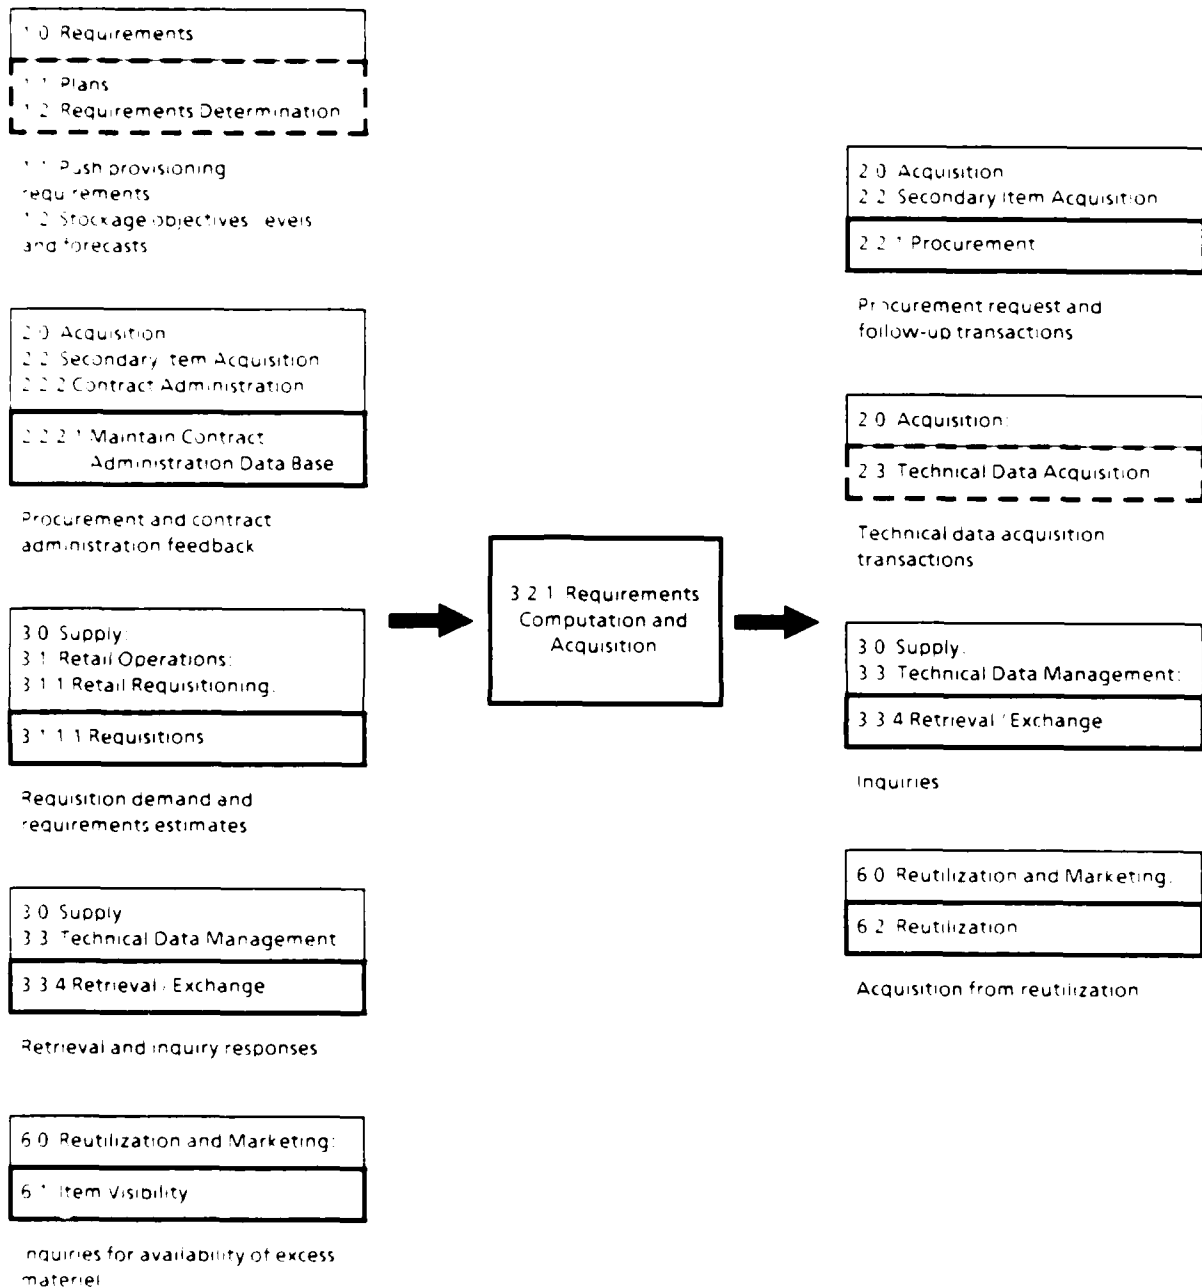 1.0 Requirements
1.1 Plans
1.2 Requirements Determination
1.1 Push provisioning
requirements
1.2 Stockage objectives levels
and forecasts
2.0 Acquisition
2.2 Secondary Item Acquisition
2.2.2 Contract Administration
2.2.2.1 Maintain Contract
Administration Data Base
Procurement and contract
administration feedback
3.0 Supply:
3.1 Retail Operations:
3.1.1 Retail Requisitioning.
3.1.1.1 Requisitions
Requisition demand and
requirements estimates
3.0 Supply
3.3 Technical Data Management
3.3.4 Retrieval / Exchange
Retrieval and inquiry responses
6.0 Reutilization and Marketing:
6.1 Item Visibility
Inquiries for availability of excess
materiel
3.2.1 Requirements
Computation and
Acquisition
2.0 Acquisition
2.2 Secondary Item Acquisition
2.2.1 Procurement
Procurement request and
follow-up transactions
2.0 Acquisition:
2.3 Technical Data Acquisition
Technical data acquisition
transactions
3.0 Supply.
3.3 Technical Data Management:
3.3.4 Retrieval / Exchange
Inquiries
6.0 Reutilization and Marketing.
6.2 Reutilization
Acquisition from reutilization